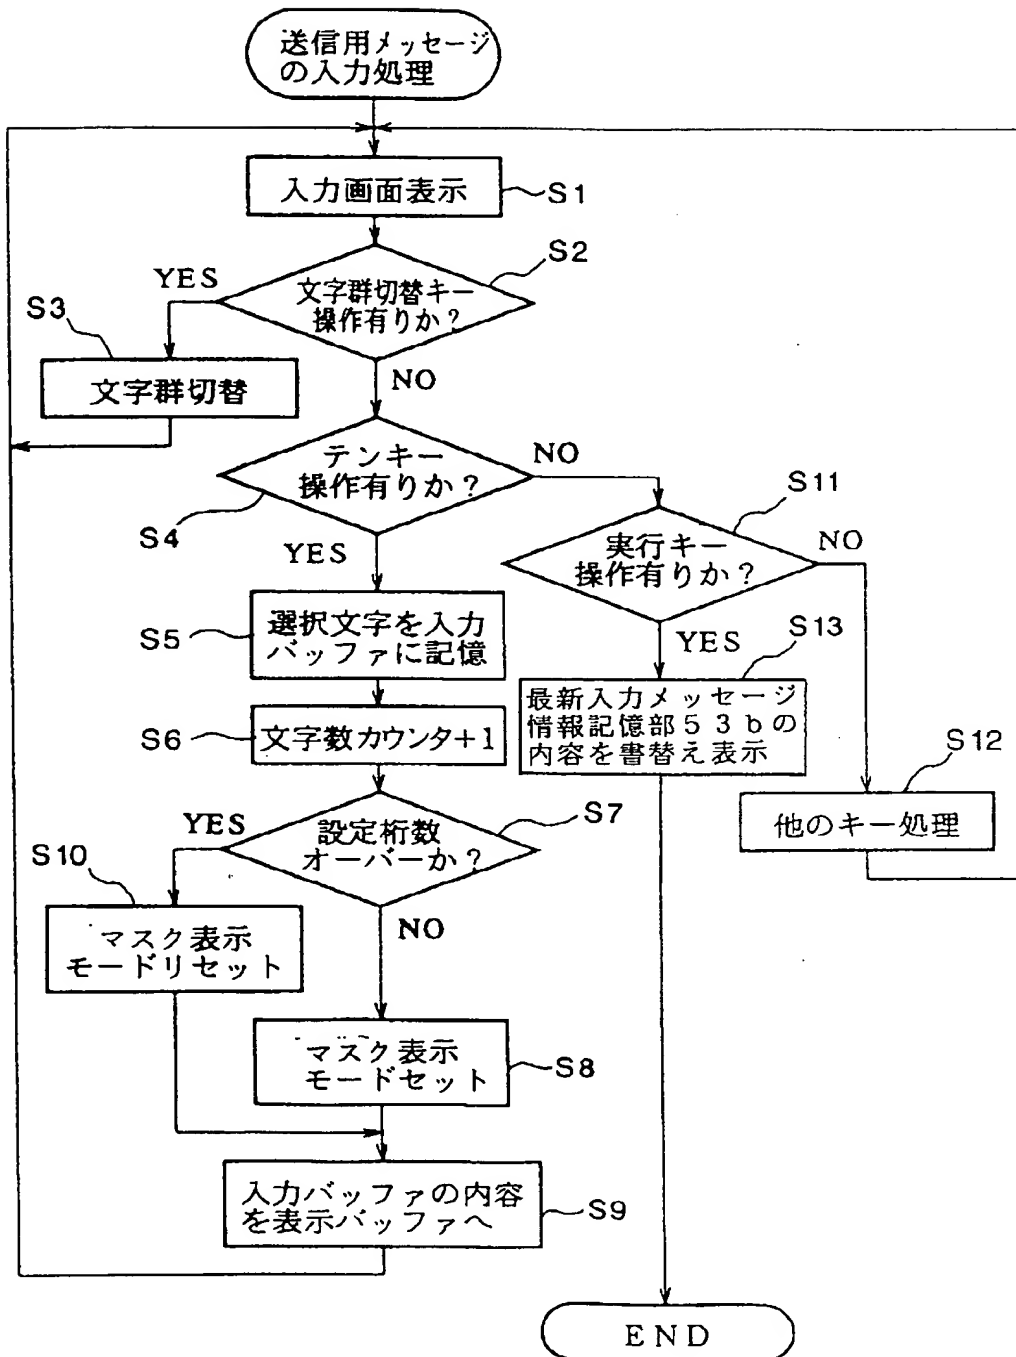 送信用メッセージ
の入力処理
入力画面表示
S1
S2
YES
文字群切替キー
操作有りか?
S3
文字群切替
NO
テンキー
操作有りか?
NO
S4
S11
YES
実行キー
操作有りか?
NO
S5
選択文字を入力
バッファに記憶
YES
S13
最新入力メッセージ
情報記憶部53bの
内容を書替え表示
S6
文字数カウンタ+1
S12
他のキー処理
YES
設定桁数
オーバーか?
S7
S10
NO
マスク表示
モードリセット
マスク表示
モードセット
S8
入力バッファの内容
を表示バッファへ
S9
END